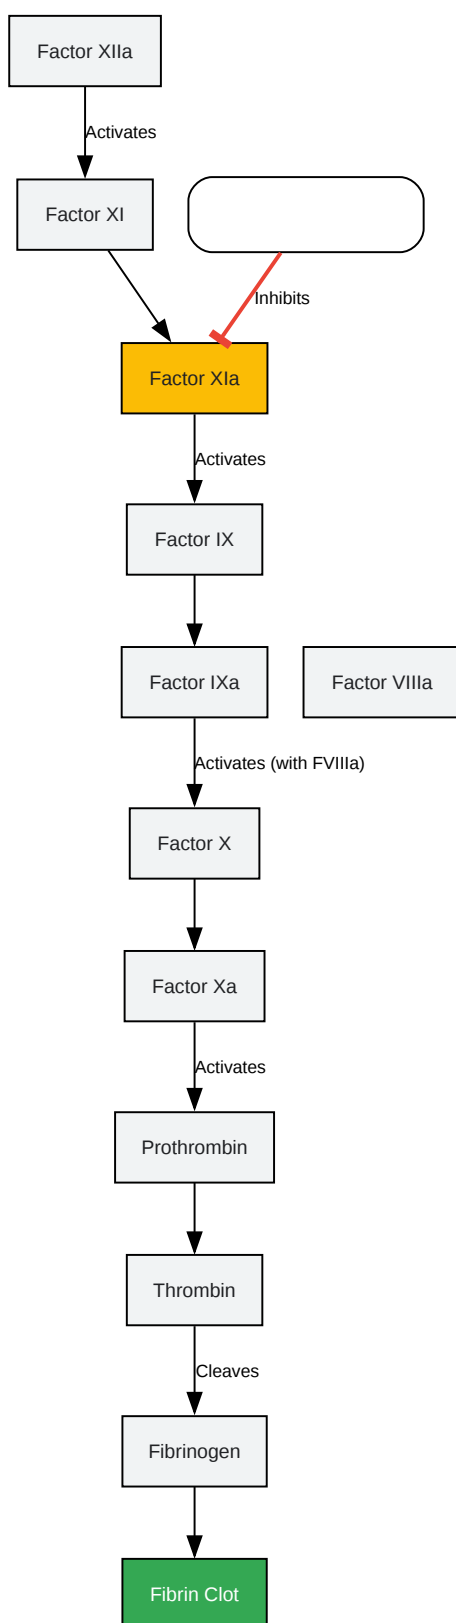 Factor XIIa
Activates
Factor XI
Inhibits
Factor XIa
Activates
Factor IX
Factor IXa
Factor VIIIa
Activates (with FVIIIa)
Factor X
Factor Xa
Activates
Prothrombin
Thrombin
Cleaves
Fibrinogen
Fibrin Clot